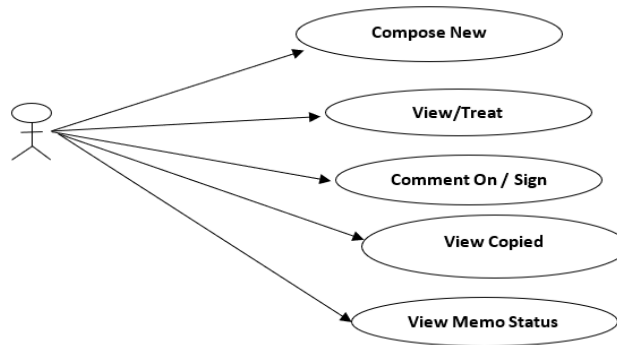 Compose New
View/Treat
Comment On / Sign
View Copied
View Memo Status